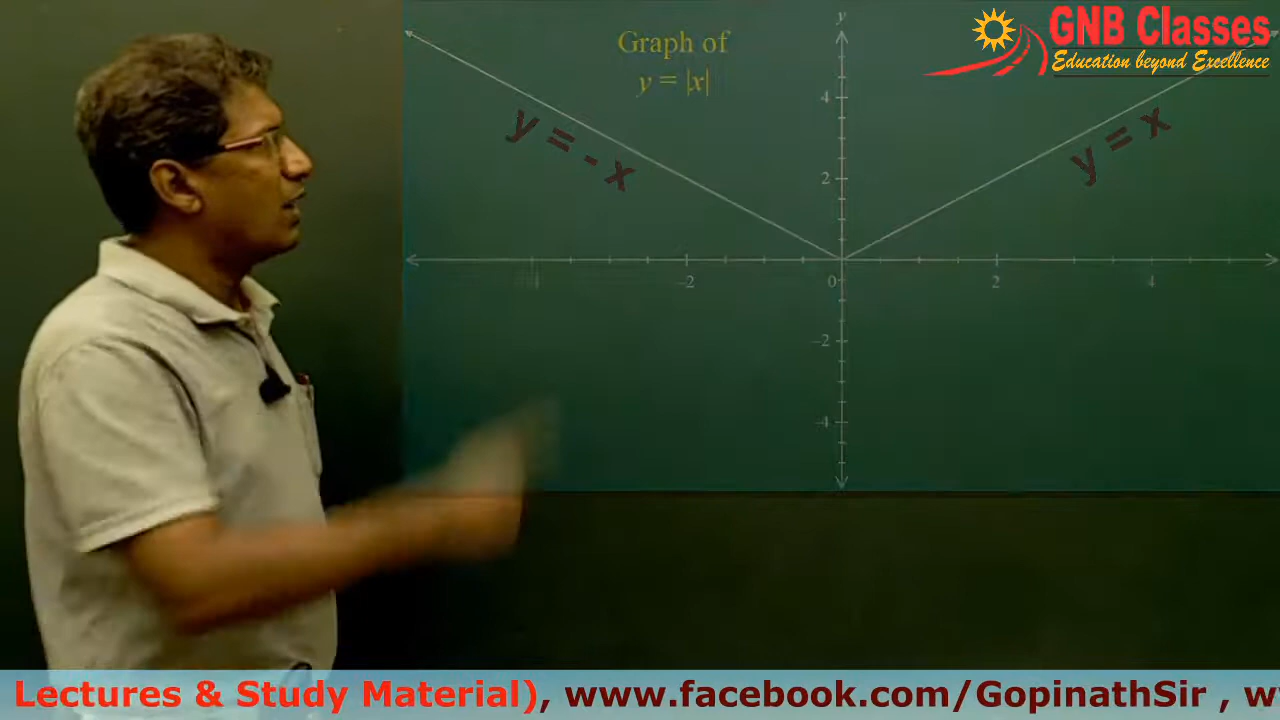 GNB Classes
Education beyond Excellence
Graph of
y = |x|
y
y = -x
y = x
4
2
-4
-2
0
2
4
-2
-4
Lectures & Study Material), www.facebook.com/GopinathSir ,